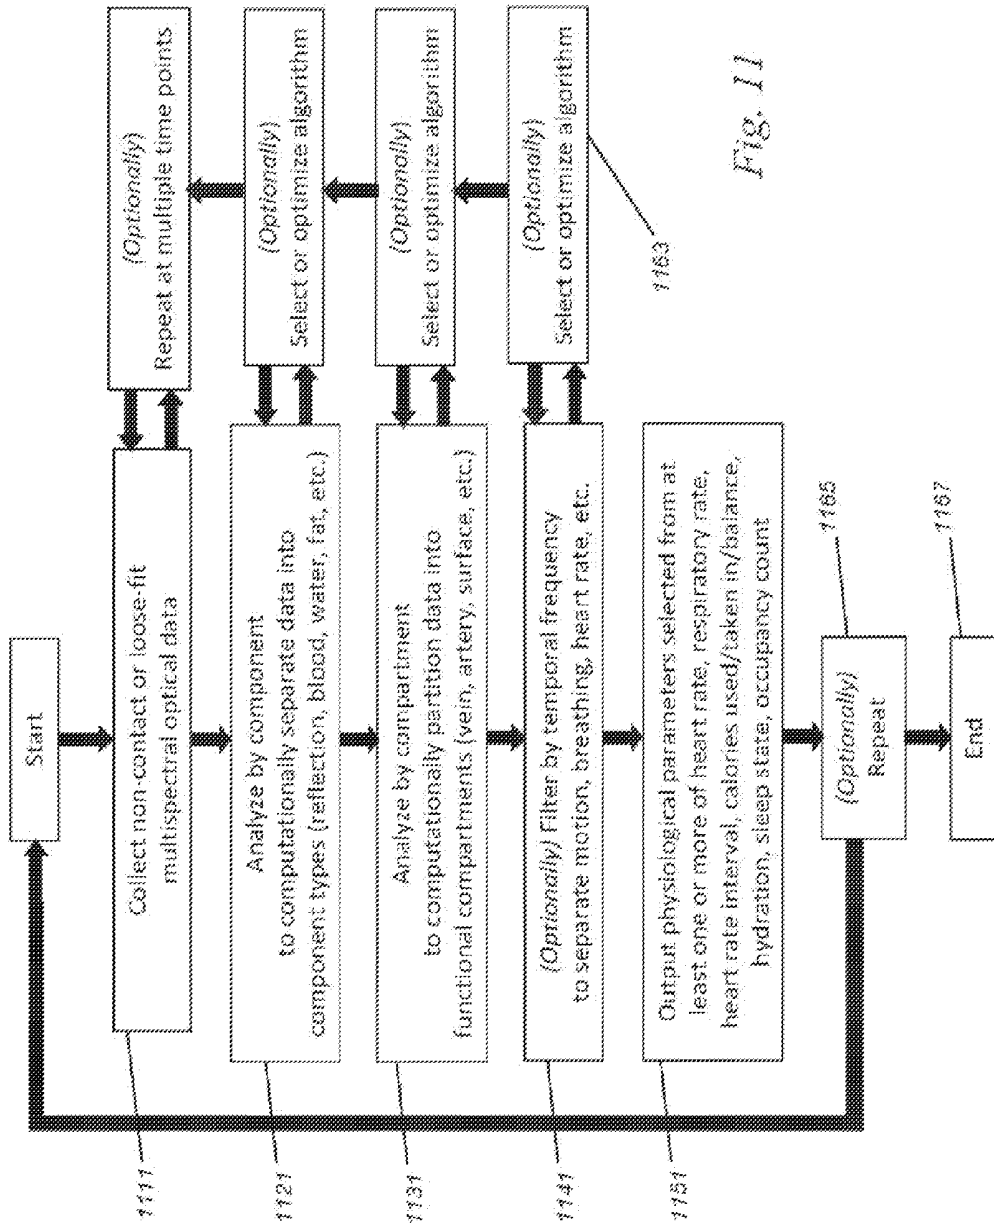 Start
Collect non-contact or loose-fit
multispectral optical data
(Optionally)
Repeat at multiple time points
1111
Analyze by component
to computationally separate data into
component types (reflection, blood, water, fat, etc.)
(Optionally)
Select or optimize algorithm
1121
Analyze by compartment
to computationally partition data into
functional compartments (vein, artery, surface, etc.)
(Optionally)
Select or optimize algorithm
1131
(Optionally) Filter by temporal frequency
to separate motion, breathing, heart rate, etc.
(Optionally)
Select or optimize algorithm
1141
1163
Output physiological parameters selected from at
least one or more of heart rate, respiratory rate,
heart rate interval, calories used/taken in/balance,
hydration, sleep state, occupancy count
1151
(Optionally)
Repeat
1165
End
1167
Fig. 11